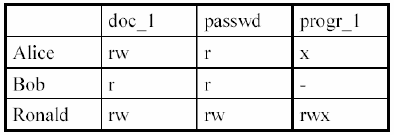 doc_1 passwd progr_1
Alice rw r x
Bob r r -
Ronald rw rw rwx